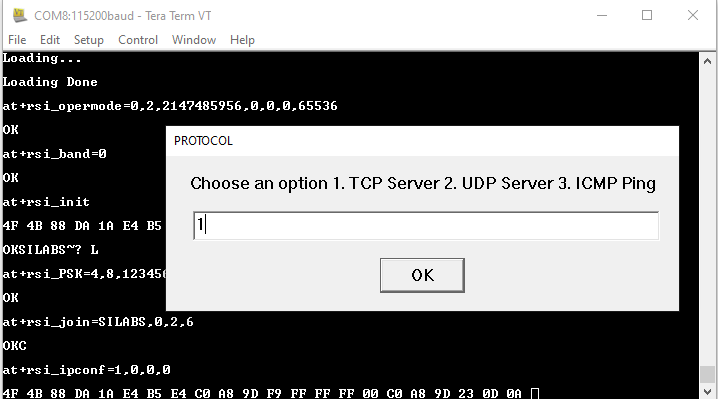 COM8:115200baud - Tera Term VT
File Edit Setup Control Window Help
Loading...
Loading Done
at+rsi_opermode=0,2,2147485956,0,0,0,65536
OK
at+rsi_band=0
OK
at+rsi_init
4F 4B 88 DA 1A E4 B5
OKSILABS~? L
at+rsi_PSK=4,8,123456
OK
at+rsi_join=SILABS,0,2,6
OKC
at+rsi_ipconf=1,0,0,0
4F 4B 88 DA 1A E4 B5 E4 C0 A8 9D F9 FF FF FF 00 C0 A8 9D 23 0D 0A
PROTOCOL
Choose an option 1. TCP Server 2. UDP Server 3. ICMP Ping
1
OK